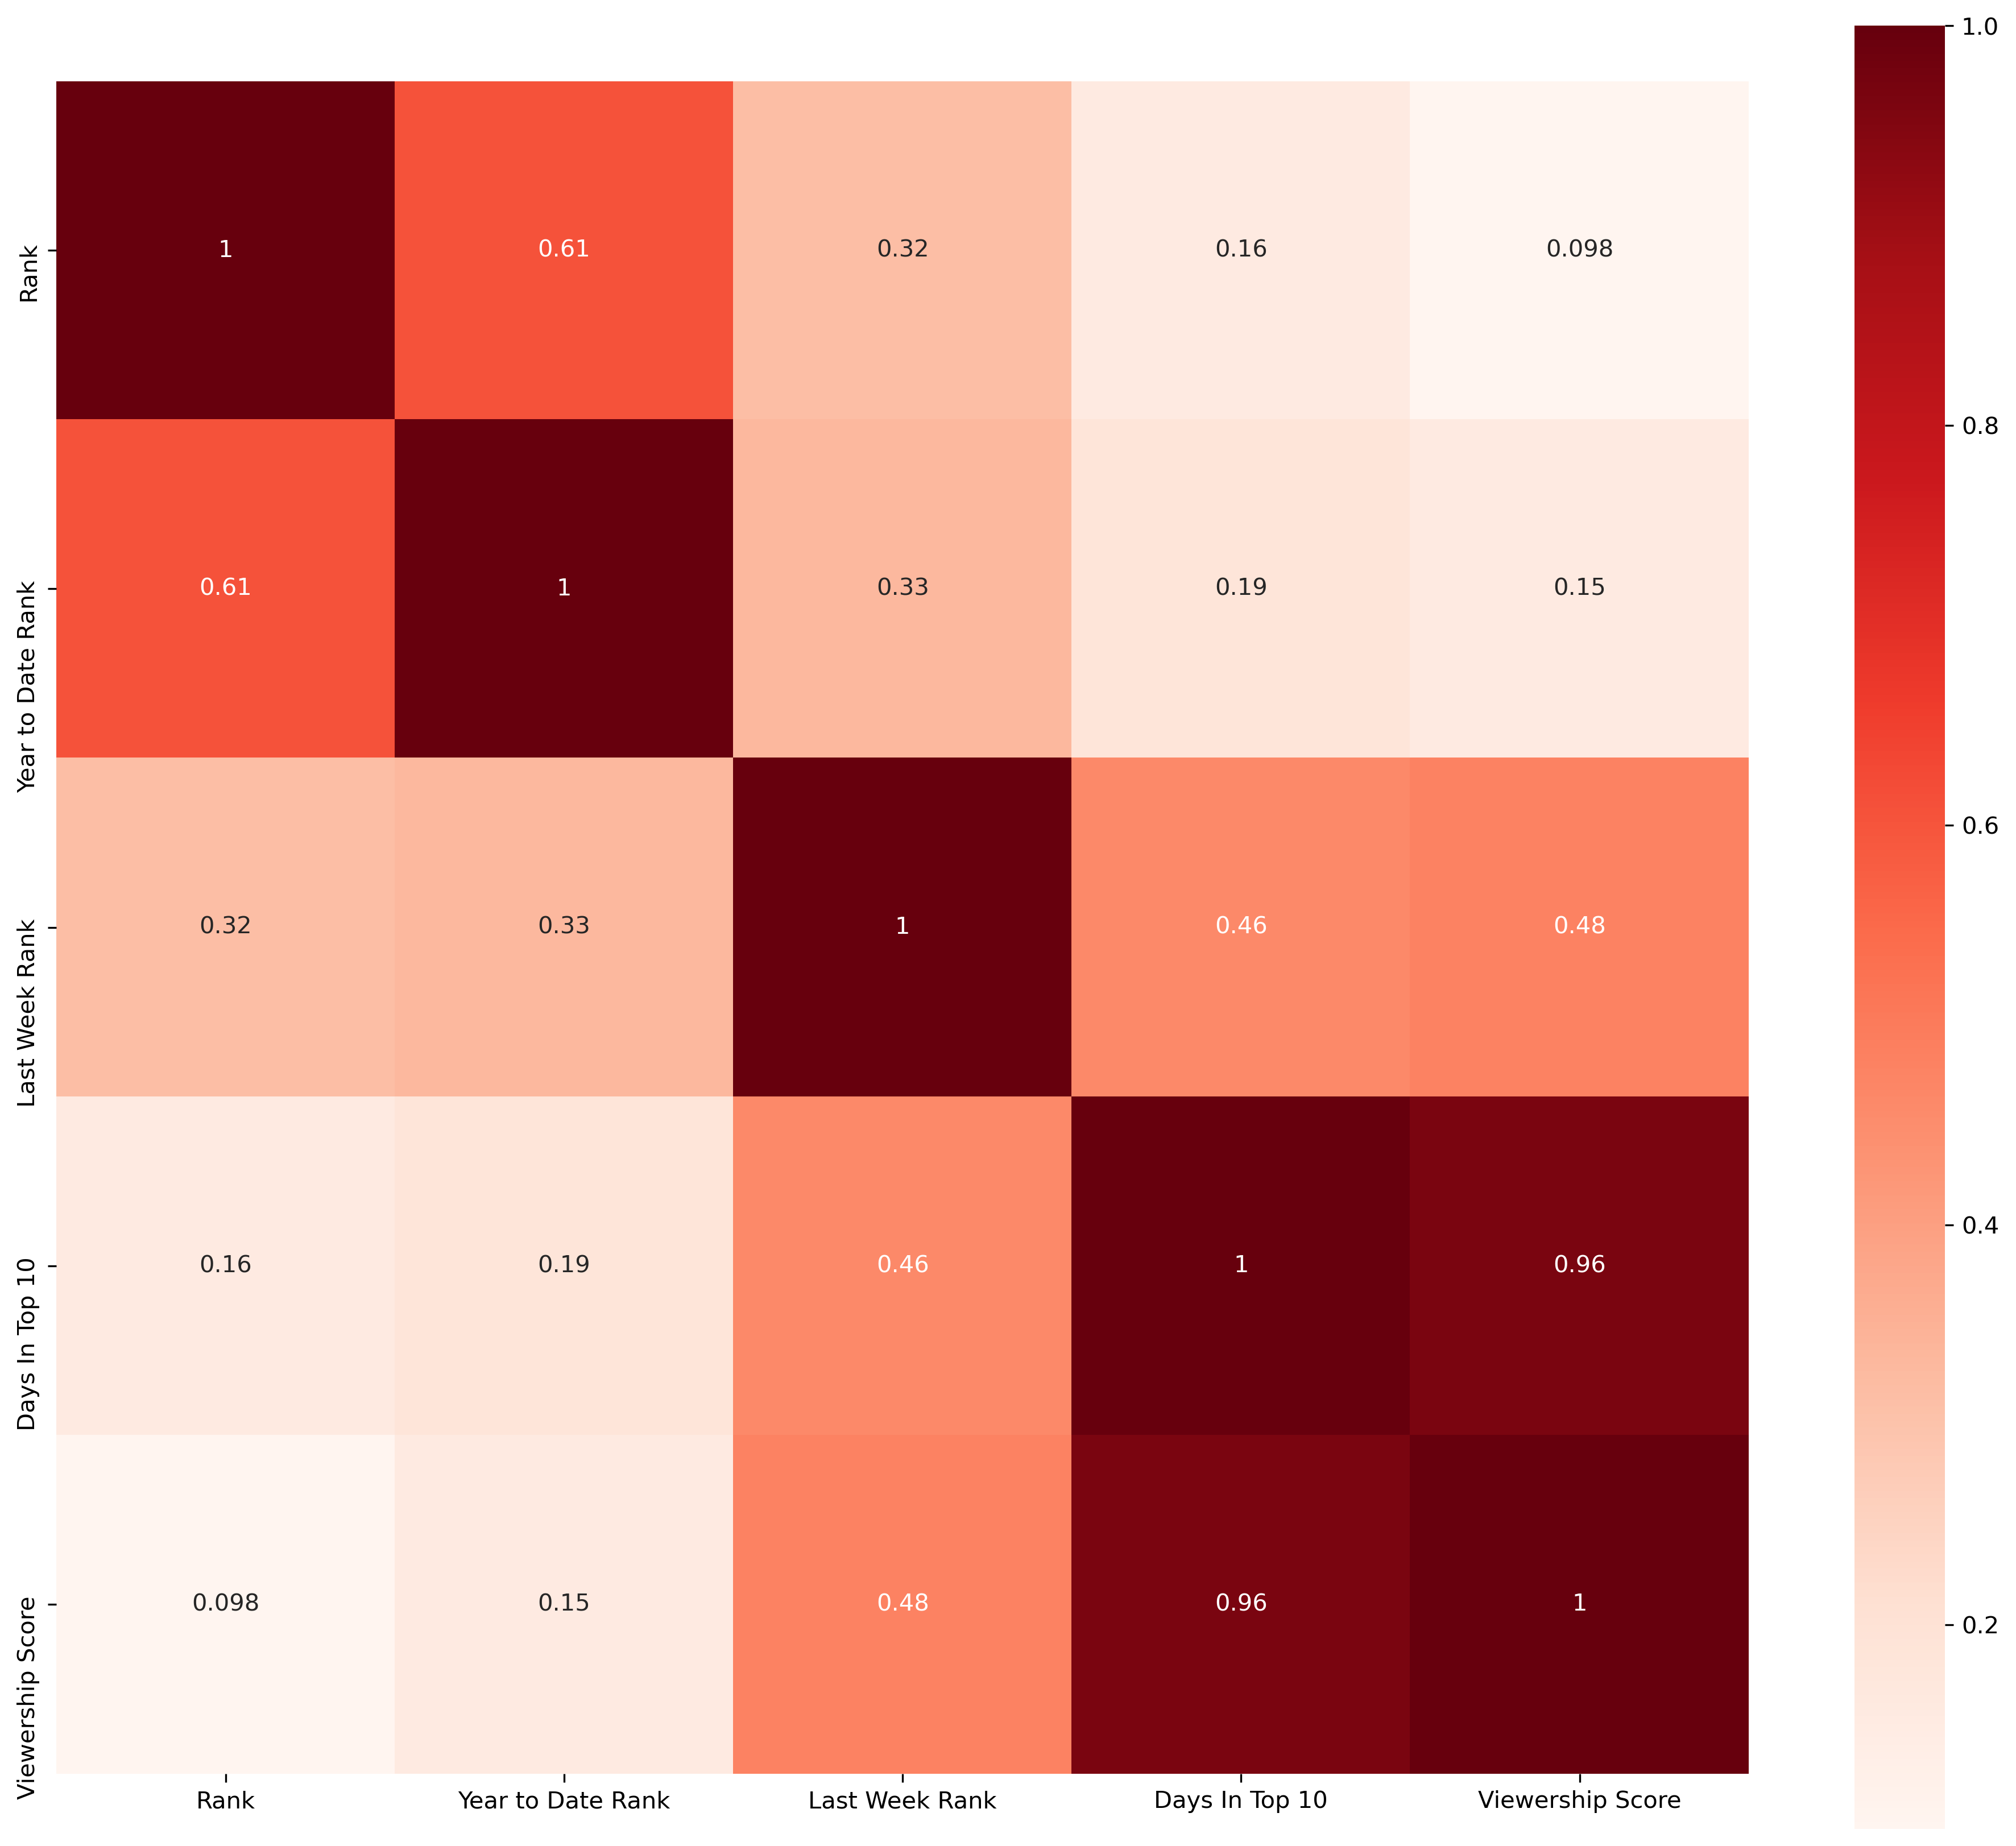 1.0
Rank 1 0.61 0.32 0.16 0.098
0.8
Year to Date Rank 0.61 1 0.33 0.19 0.15
0.6
Last Week Rank 0.32 0.33 1 0.46 0.48
0.4
Days In Top 10 0.16 0.19 0.46 1 0.96
Viewership Score 0.098 0.15 0.48 0.96 1
0.2
Rank Year to Date Rank Last Week Rank Days In Top 10 Viewership Score